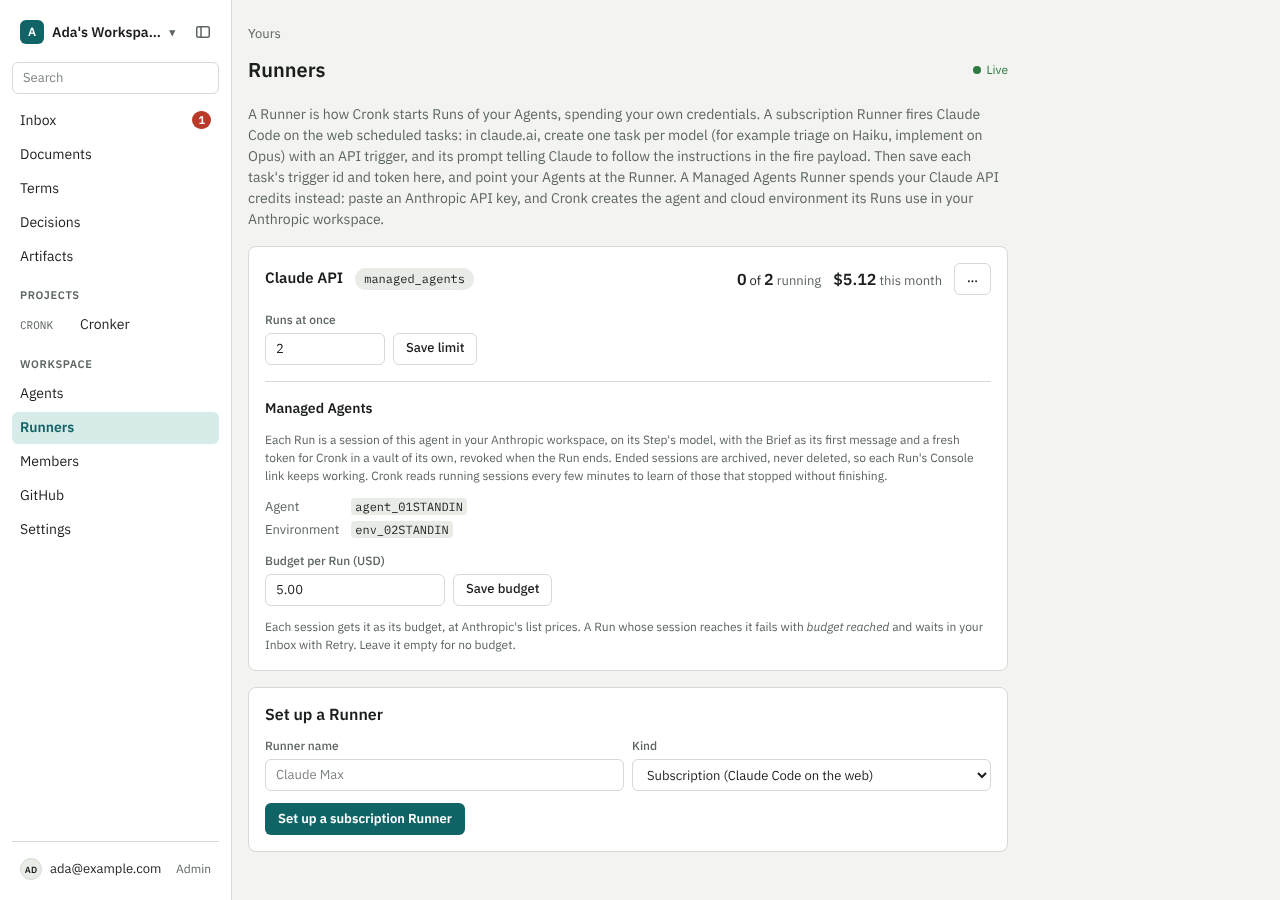 A Ada's Workspa... ▾
Search
Inbox 1
Documents
Terms
Decisions
Artifacts
PROJECTS
CRONK Cronker
WORKSPACE
Agents
Runners
Members
GitHub
Settings
AD ada@example.com Admin
Yours
Runners
Live
A Runner is how Cronk starts Runs of your Agents, spending your own credentials. A subscription Runner fires Claude
Code on the web scheduled tasks: in claude.ai, create one task per model (for example triage on Haiku, implement on
Opus) with an API trigger, and its prompt telling Claude to follow the instructions in the fire payload. Then save each
task's trigger id and token here, and point your Agents at the Runner. A Managed Agents Runner spends your Claude API
credits instead: paste an Anthropic API key, and Cronk creates the agent and cloud environment its Runs use in your
Anthropic workspace.
Claude API managed_agents 0 of 2 running $5.12 this month ...
Runs at once
2 Save limit
Managed Agents
Each Run is a session of this agent in your Anthropic workspace, on its Step's model, with the Brief as its first message and a fresh
token for Cronk in a vault of its own, revoked when the Run ends. Ended sessions are archived, never deleted, so each Run's Console
link keeps working. Cronk reads running sessions every few minutes to learn of those that stopped without finishing.
Agent agent_01STANDIN
Environment env_02STANDIN
Budget per Run (USD)
5.00 Save budget
Each session gets it as its budget, at Anthropic's list prices. A Run whose session reaches it fails with budget reached and waits in your
Inbox with Retry. Leave it empty for no budget.
Set up a Runner
Runner name Kind
Claude Max Subscription (Claude Code on the web)
Set up a subscription Runner